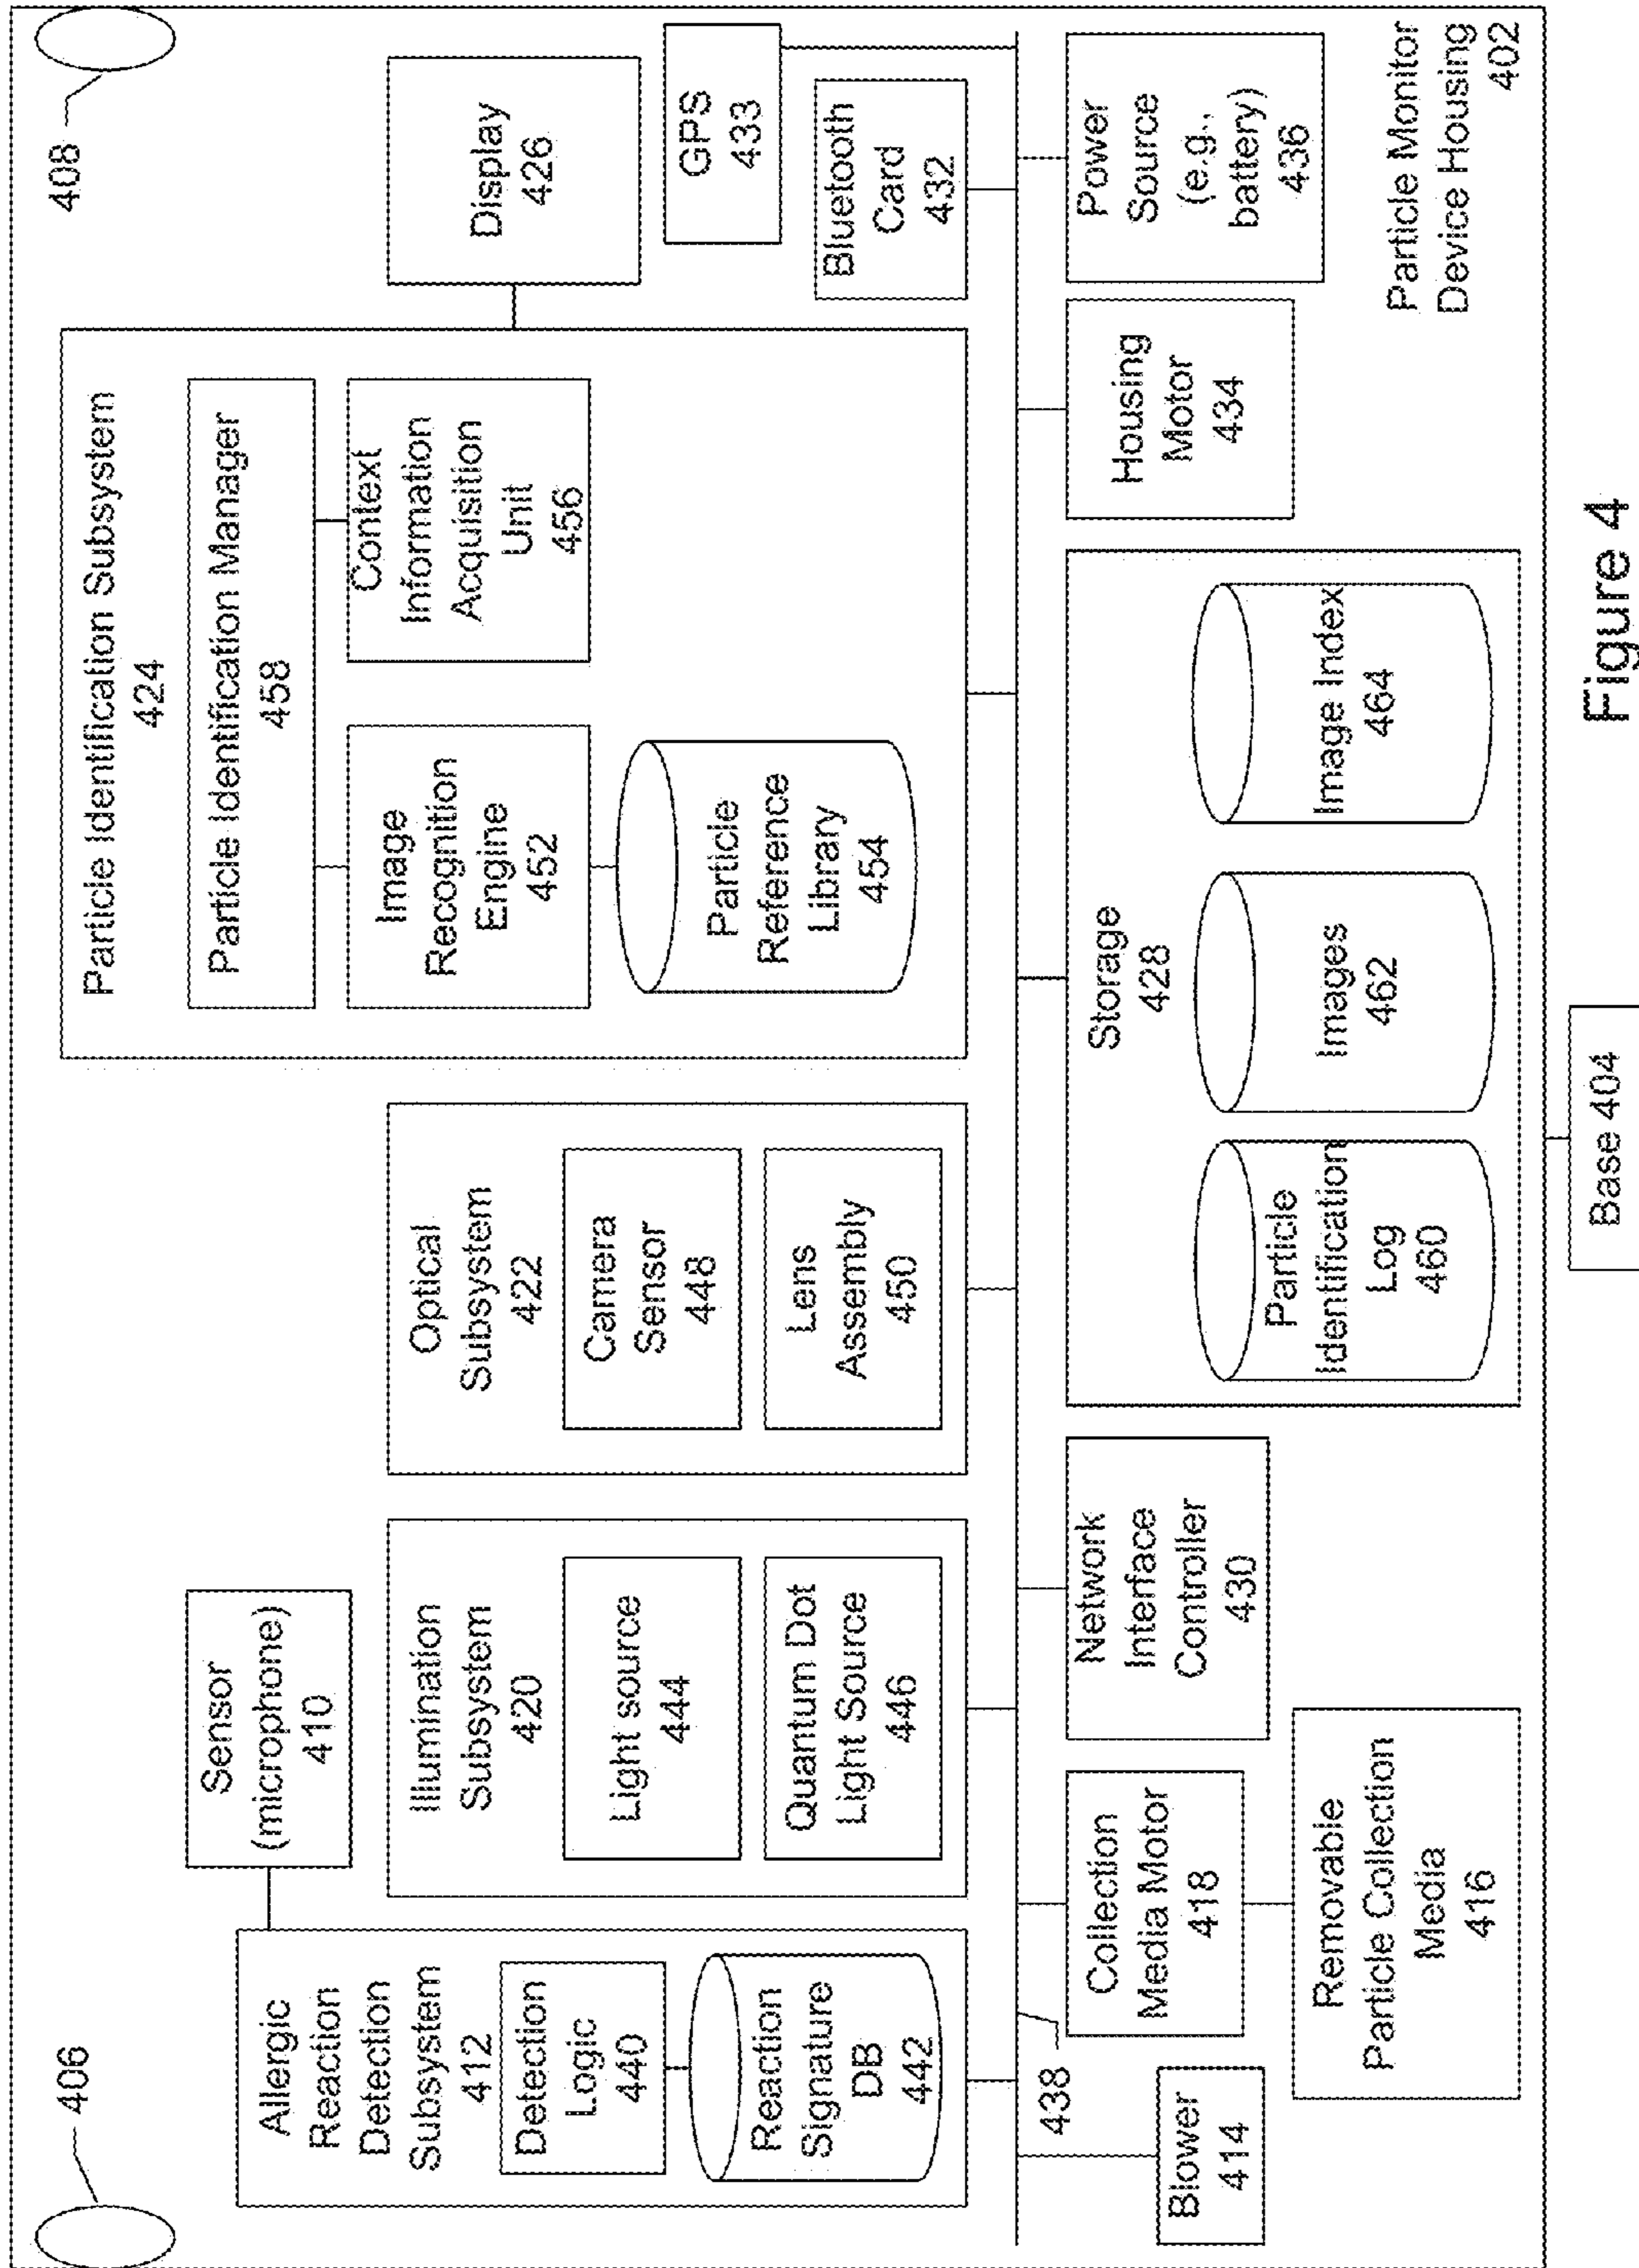 406
408
Sensor
(microphone)
410
Allergic
Reaction
Detection
Subsystem
412
Detection
Logic
440
Reaction
Signature
DB
442
Illumination
Subsystem
420
Light source
444
Quantum Dot
Light Source
446
Optical
Subsystem
422
Camera
Sensor
448
Lens
Assembly
450
Particle Identification Subsystem
424
Particle Identification Manager
458
Image
Recognition
Engine
452
Context
Information
Acquisition
Unit
456
Particle
Reference
Library
454
Display
426
GPS
433
Bluetooth
Card
432
438
Blower
414
Collection
Media Motor
418
Removable
Particle Collection
Media
416
Network
Interface
Controller
430
Storage
428
Particle
Identification
Log
460
Images
462
Image Index
464
Housing
Motor
434
Power
Source
(e.g.,
battery)
436
Particle Monitor
Device Housing
402
Base 404
Figure 4